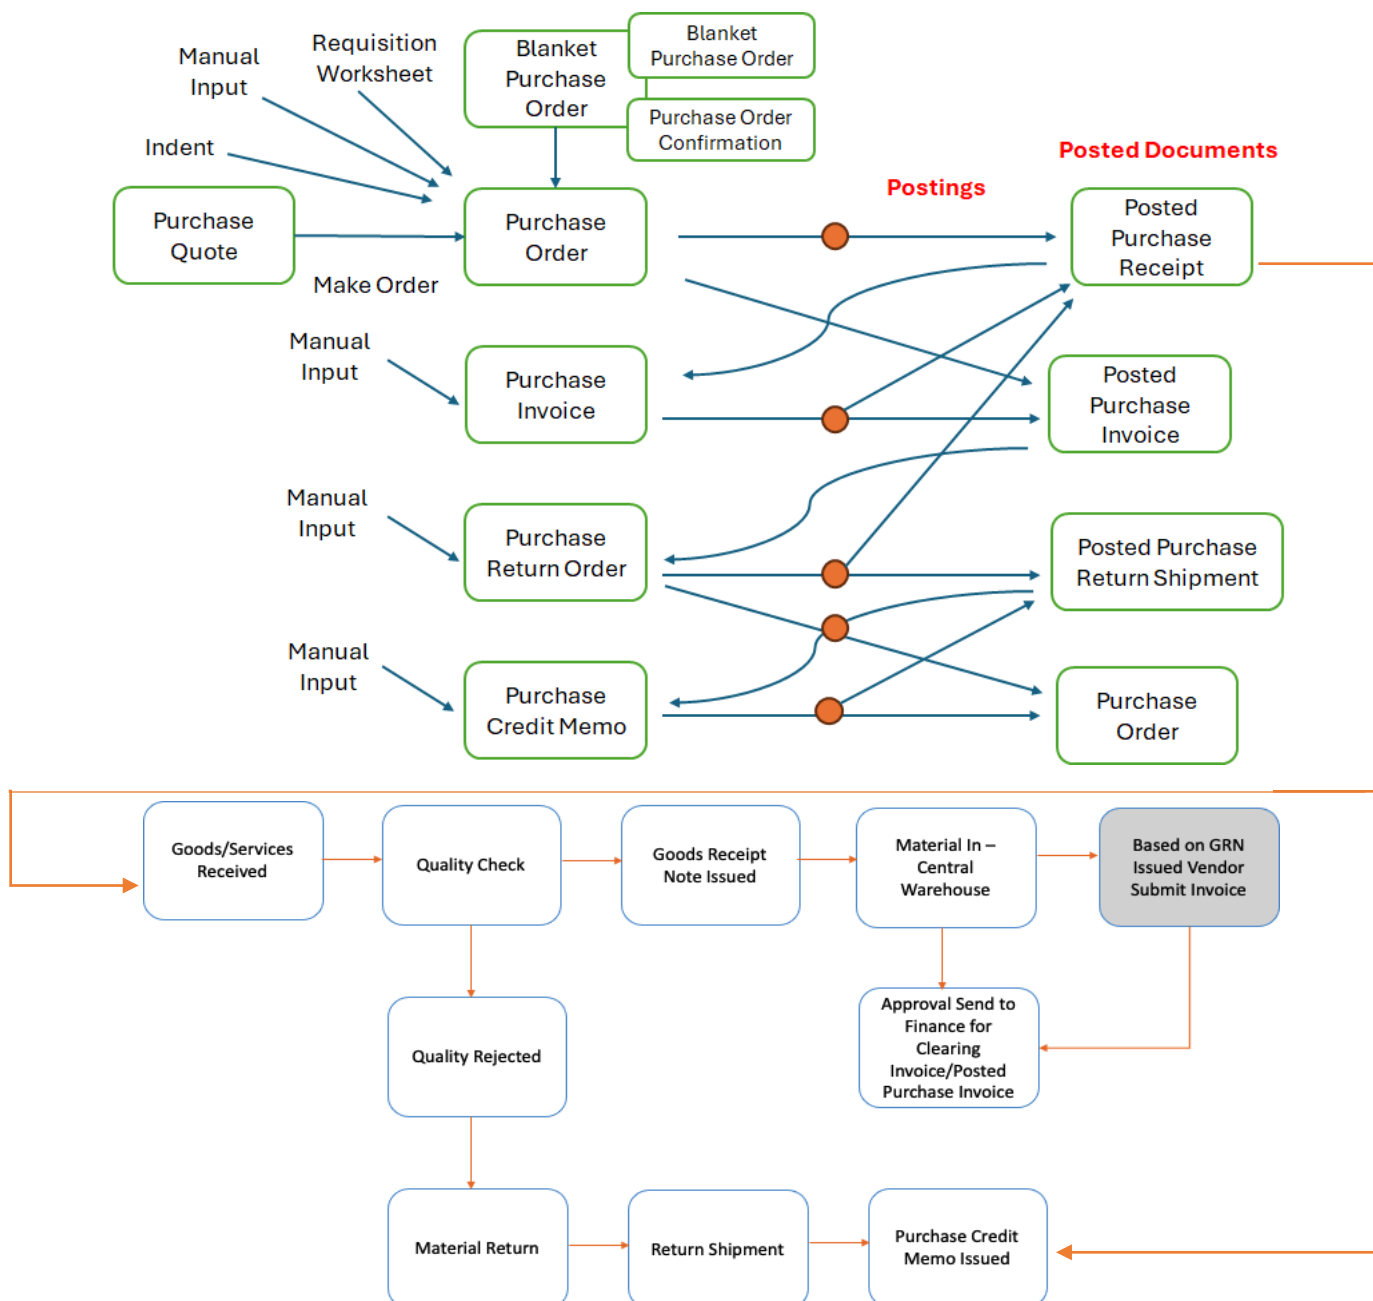 Manual
Input
Requisition
Worksheet
Blanket
Purchase
Order
Blanket
Purchase Order
Purchase Order
Confirmation
Indent
Posted Documents
Postings
Purchase
Quote
Make Order
Purchase
Order
Posted
Purchase
Receipt
Manual
Input
Purchase
Invoice
Posted
Purchase
Invoice
Manual
Input
Purchase
Return Order
Posted Purchase
Return Shipment
Manual
Input
Purchase
Credit Memo
Purchase
Order
Goods/Services
Received
Quality Check
Goods Receipt
Note Issued
Material In –
Central
Warehouse
Based on GRN
Issued Vendor
Submit Invoice
Quality Rejected
Approval Send to
Finance for
Clearing
Invoice/Posted
Purchase Invoice
Material Return
Return Shipment
Purchase Credit
Memo Issued